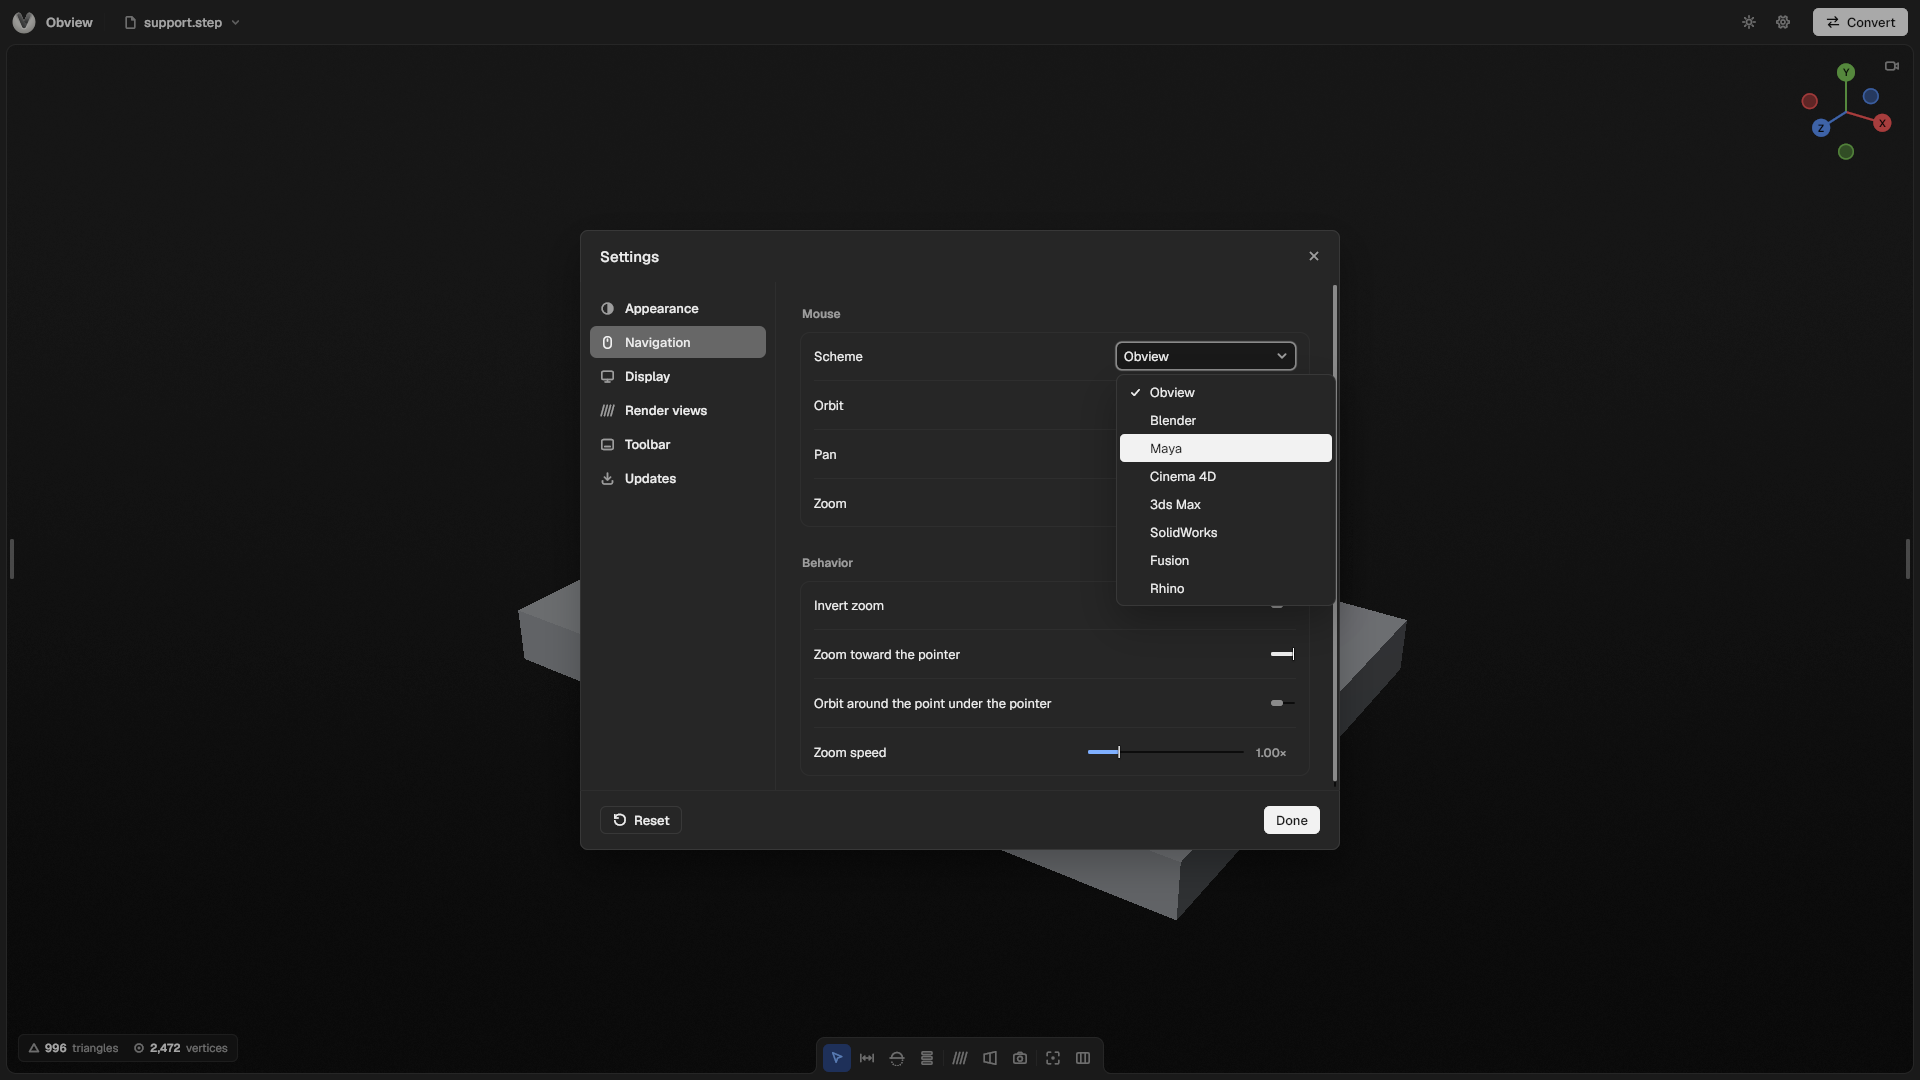 Obview
support.step
Convert
Y
X
Z
Settings
Appearance
Navigation
Display
Render views
Toolbar
Updates
Mouse
Scheme
Obview
Obview
Blender
Maya
Cinema 4D
3ds Max
SolidWorks
Fusion
Rhino
Orbit
Pan
Zoom
Behavior
Invert zoom
Zoom toward the pointer
Orbit around the point under the pointer
Zoom speed
1.00×
Reset
Done
996 triangles
2,472 vertices